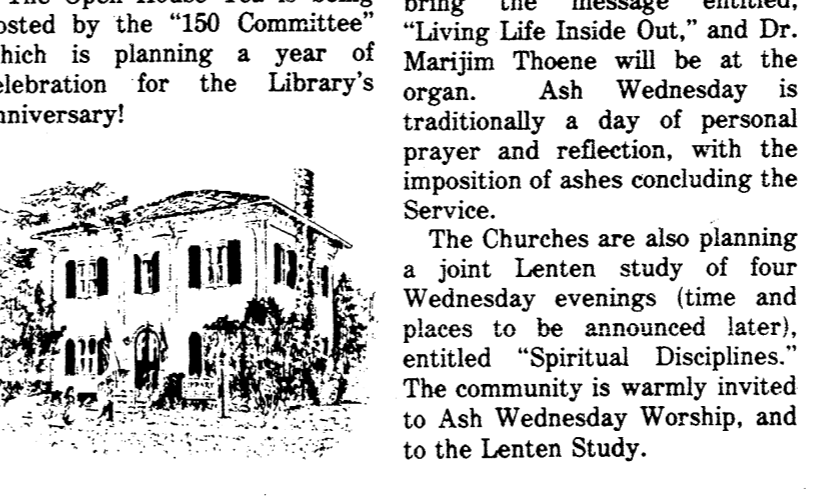 The Open House Tea is being
osted by the “150 Committee”
hich is planning a year of
elebration for the Library’s
nniversary!
bring the message entitled,
“Living Life Inside Out,” and Dr.
Marijim Thoene will be at the
organ. Ash Wednesday is
traditionally a day of personal
prayer and reflection, with the
imposition of ashes concluding the
Service.
The Churches are also planning
a joint Lenten study of four
Wednesday evenings (time and
places to be announced later),
entitled “Spiritual Disciplines.”
The community is warmly invited
to Ash Wednesday Worship, and
to the Lenten Study.